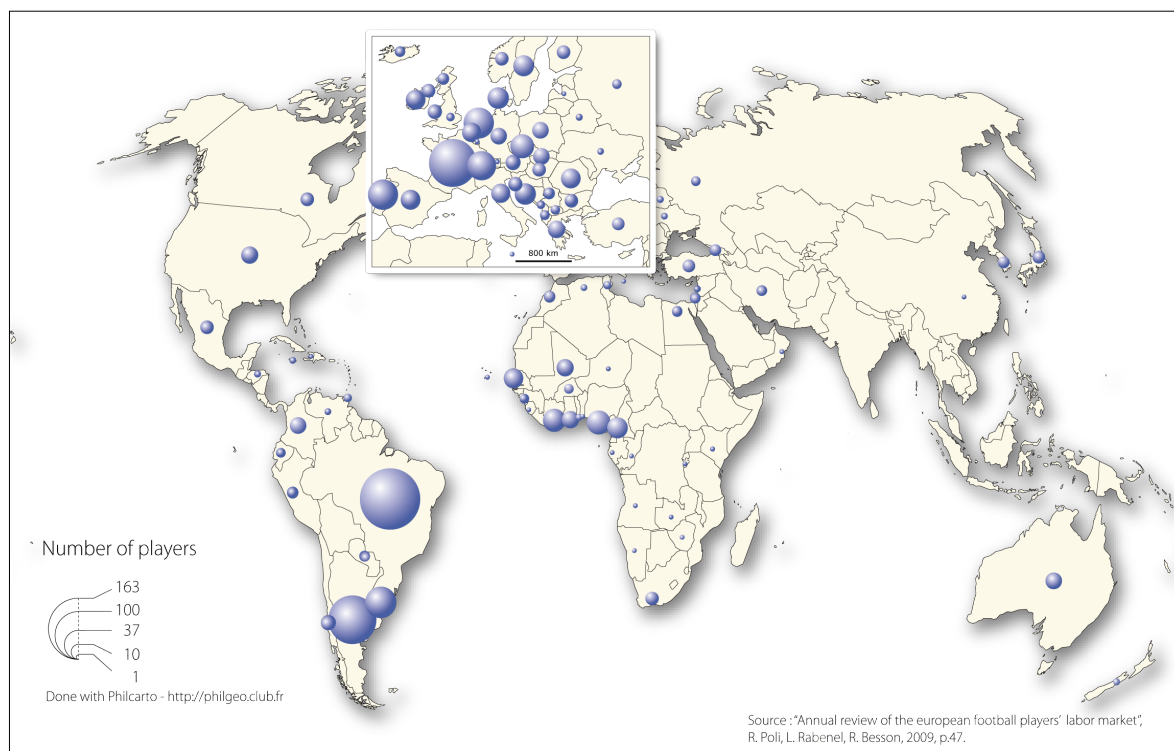 800 km
Number of players
163
100
37
10
1
Done with Philcarto - http://philgeo.club.fr
Source : "Annual review of the european football players' labor market",
R. Poli, L. Rabenel, R. Besson, 2009, p.47.